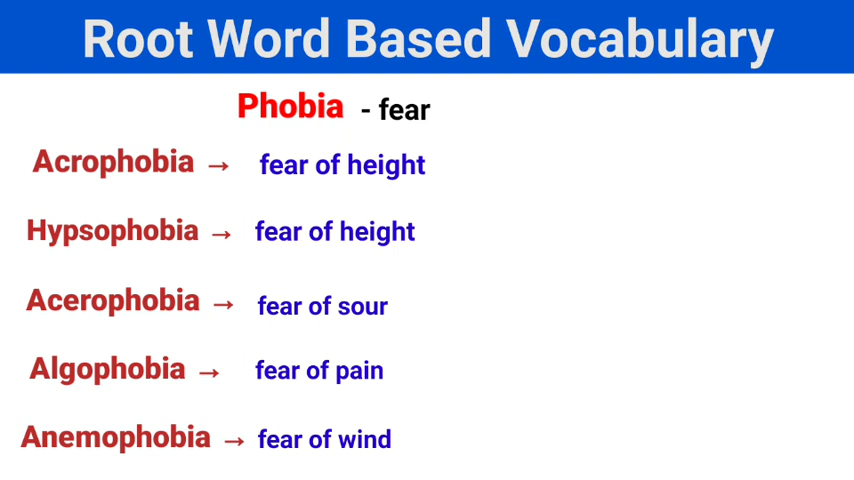 Root Word Based Vocabulary
Phobia - fear
Acrophobia → fear of height
Hypsophobia → fear of height
Acerophobia → fear of sour
Algophobia → fear of pain
Anemophobia → fear of wind